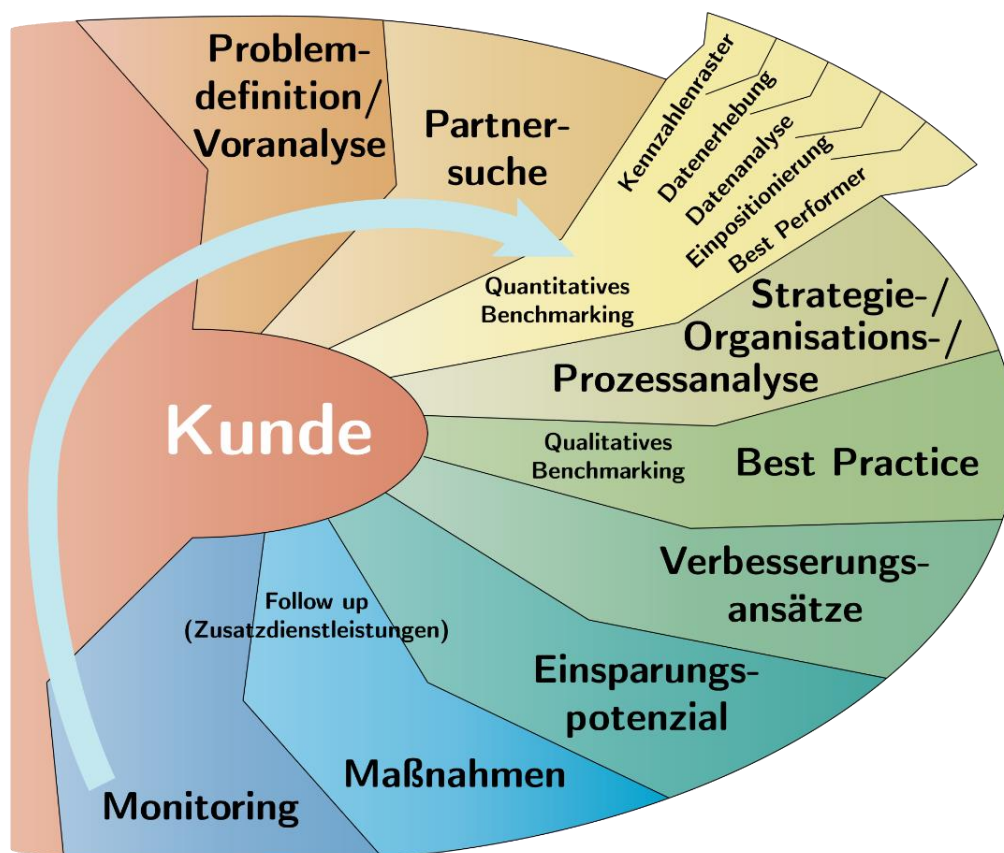 Problem-
definition/
Voranalyse
Partner-
suche
Kennzahlenraster
Datenerhebung
Datenanalyse
Einpositionierung
Best Performer
Quantitatives
Benchmarking
Strategie-/
Organisations-/
Prozessanalyse
Kunde
Qualitatives
Benchmarking
Best Practice
Verbesserungs-
ansätze
Einsparungs-
potenzial
Follow up
(Zusatzdienstleistungen)
Maßnahmen
Monitoring